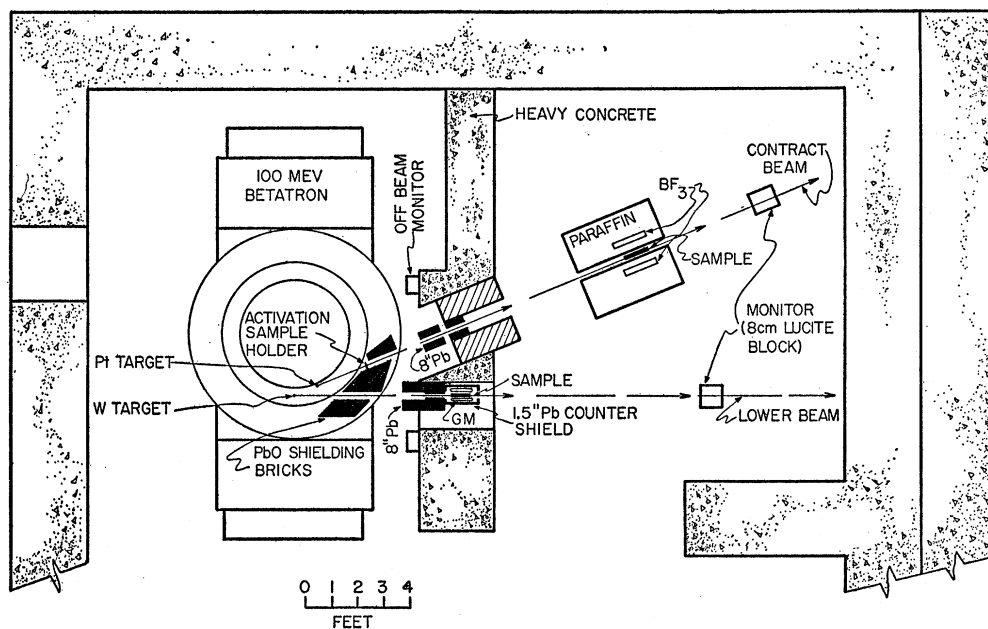 HEAVY CONCRETE
CONTRACT
BEAM
100 MEV
BETATRON
OFF BEAM
MONITOR
BF3
PARAFFIN
SAMPLE
ACTIVATION
SAMPLE
HOLDER
MONITOR
(8cm LUCITE
BLOCK)
Pt TARGET
8"Pb
W TARGET
SAMPLE
1.5"Pb COUNTER
SHIELD
GM
8"Pb
LOWER BEAM
PbO SHIELDING
BRICKS
0 1 2 3 4
FEET